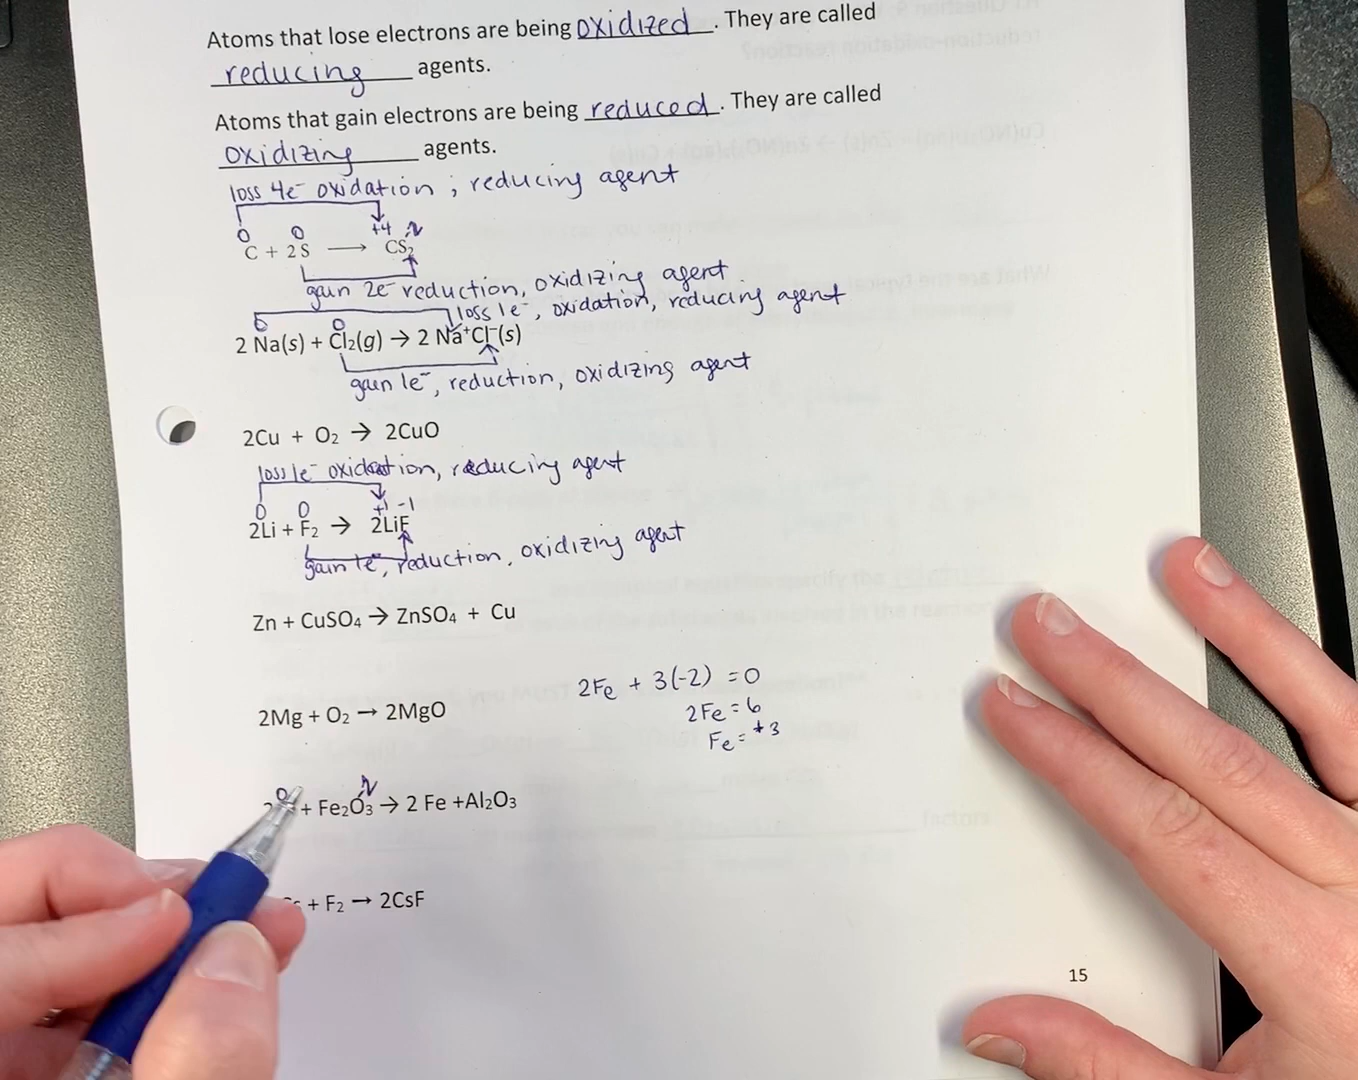 Atoms that lose electrons are being oxidized. They are called
reducing agents.
Atoms that gain electrons are being reduced. They are called
oxidizing agents.
loss 4e⁻ oxidation ; reducing agent
0 0 +4 -2
C + 2S → CS₂
gain 2e⁻ reduction, oxidizing agent
loss 1e⁻, oxidation, reducing agent
0 0
2 Na(s) + Cl₂(g) → 2 Na⁺Cl⁻(s)
gain 1e⁻, reduction, oxidizing agent
2Cu + O₂ → 2CuO
loss 1e⁻ oxidation, reducing agent
0 0 +1 -1
2Li + F₂ → 2LiF
gain 1e⁻, reduction, oxidizing agent
Zn + CuSO₄ → ZnSO₄ + Cu
2Fe + 3(-2) = 0
2Mg + O₂ → 2MgO
2Fe = 6
Fe = +3
0 -2
+ Fe₂O₃ → 2 Fe +Al₂O₃
+ F₂ → 2CsF
15